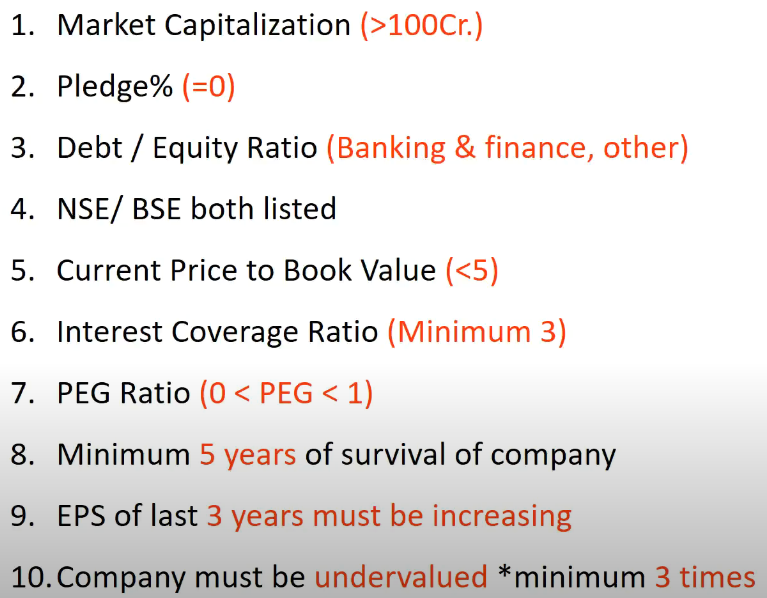 1. Market Capitalization (>100Cr.)
2. Pledge% (=0)
3. Debt / Equity Ratio (Banking & finance, other)
4. NSE/ BSE both listed
5. Current Price to Book Value (<5)
6. Interest Coverage Ratio (Minimum 3)
7. PEG Ratio (0 < PEG < 1)
8. Minimum 5 years of survival of company
9. EPS of last 3 years must be increasing
10. Company must be undervalued *minimum 3 times